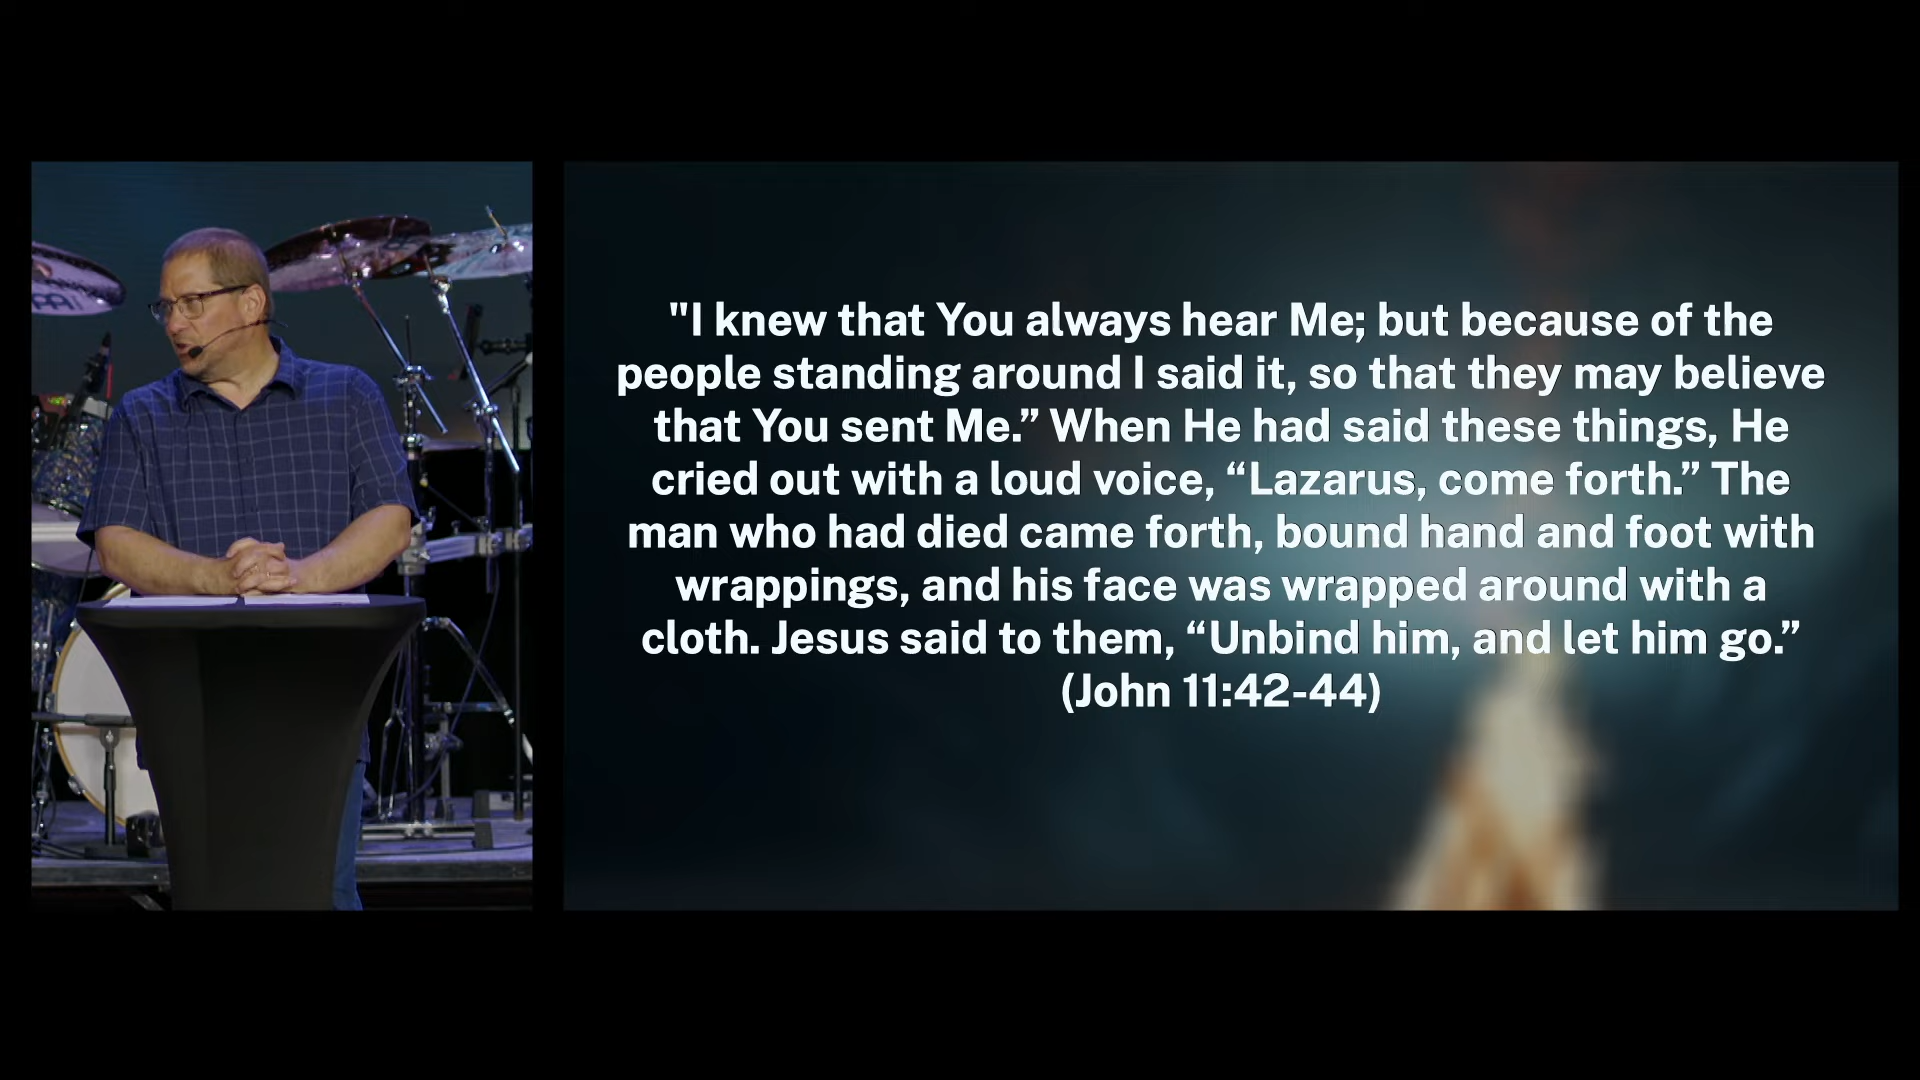 "I knew that You always hear Me; but because of the
people standing around I said it, so that they may believe
that You sent Me.” When He had said these things, He
cried out with a loud voice, “Lazarus, come forth.” The
man who had died came forth, bound hand and foot with
wrappings, and his face was wrapped around with a
cloth. Jesus said to them, “Unbind him, and let him go.”
(John 11:42-44)